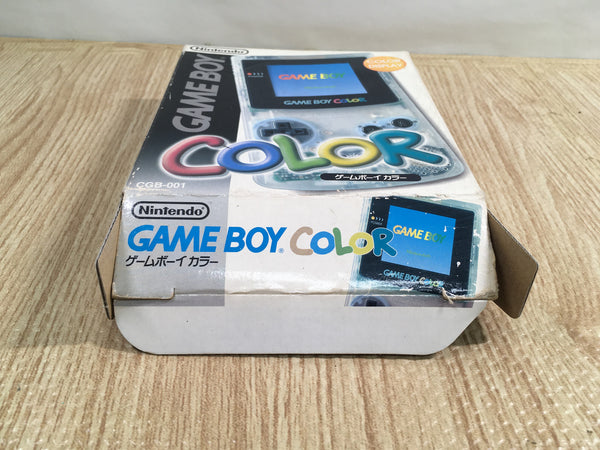 Nintendo
GAME BOY
COLOR
DISPLAY
GAME BOY
GAME BOY COLOR
COLOR
ゲームボーイ カラー
CGB-001
Nintendo
GAME BOY COLOR
ゲームボーイ カラー
GAME BOY
GAME BOY COLOR